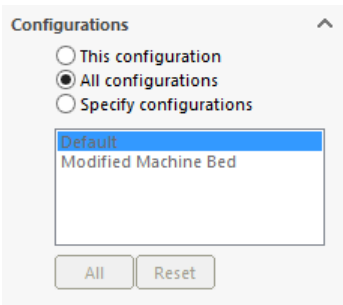 Configurations
This configuration
All configurations
Specify configurations
Default
Modified Machine Bed
All Reset